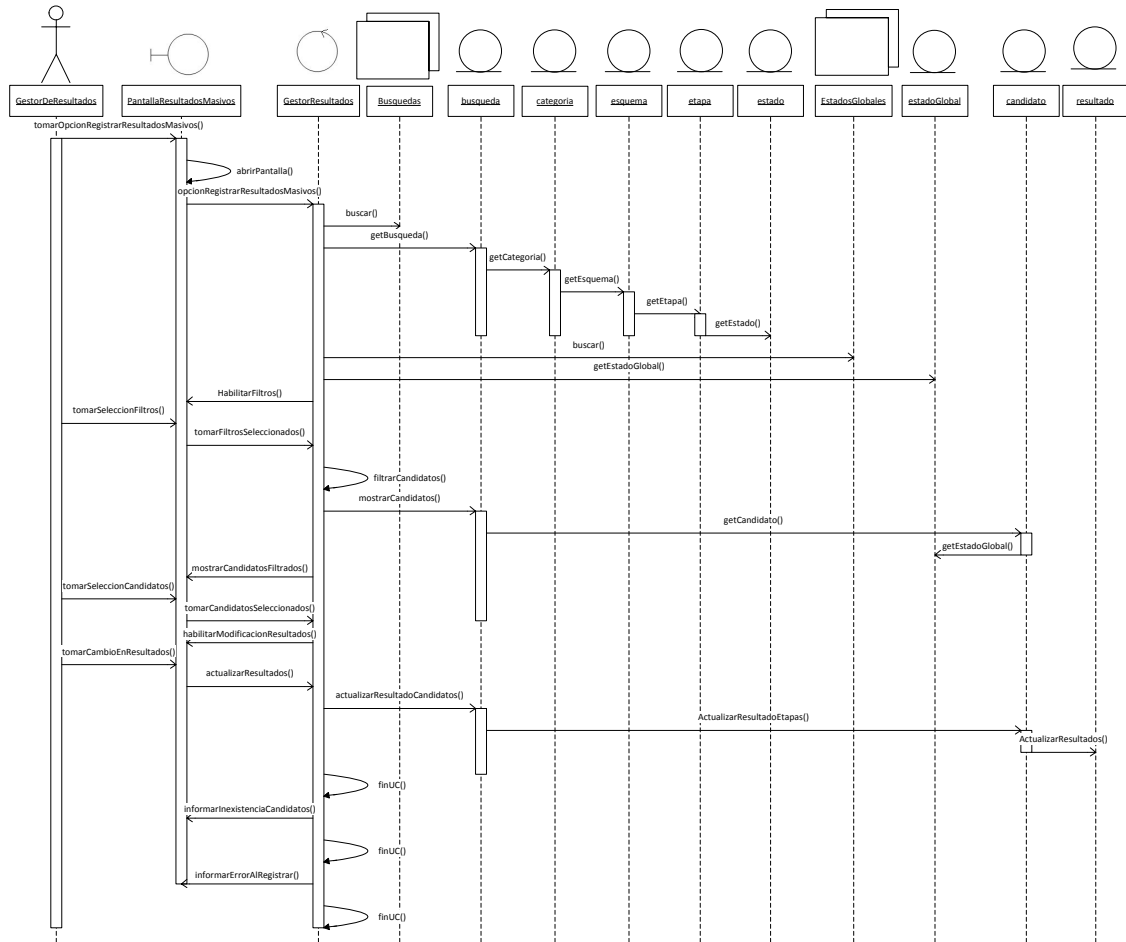 GestorDeResultados
PantallaResultadosMasivos
GestorResultados
Busquedas
busqueda
categoria
esquema
etapa
estado
EstadosGlobales
estadoGlobal
candidato
resultado
tomarOpcionRegistrarResultadosMasivos()
abrirPantalla()
opcionRegistrarResultadosMasivos()
buscar()
getBusqueda()
getCategoria()
getEsquema()
getEtapa()
getEstado()
buscar()
getEstadoGlobal()
HabilitarFiltros()
tomarSeleccionFiltros()
tomarFiltrosSeleccionados()
filtrarCandidatos()
mostrarCandidatos()
getCandidato()
getEstadoGlobal()
mostrarCandidatosFiltrados()
tomarSeleccionCandidatos()
tomarCandidatosSeleccionados()
habilitarModificacionResultados()
tomarCambioEnResultados()
actualizarResultados()
actualizarResultadoCandidatos()
ActualizarResultadoEtapas()
ActualizarResultados()
finUC()
informarInexistenciaCandidatos()
finUC()
informarErrorAlRegistrar()
finUC()